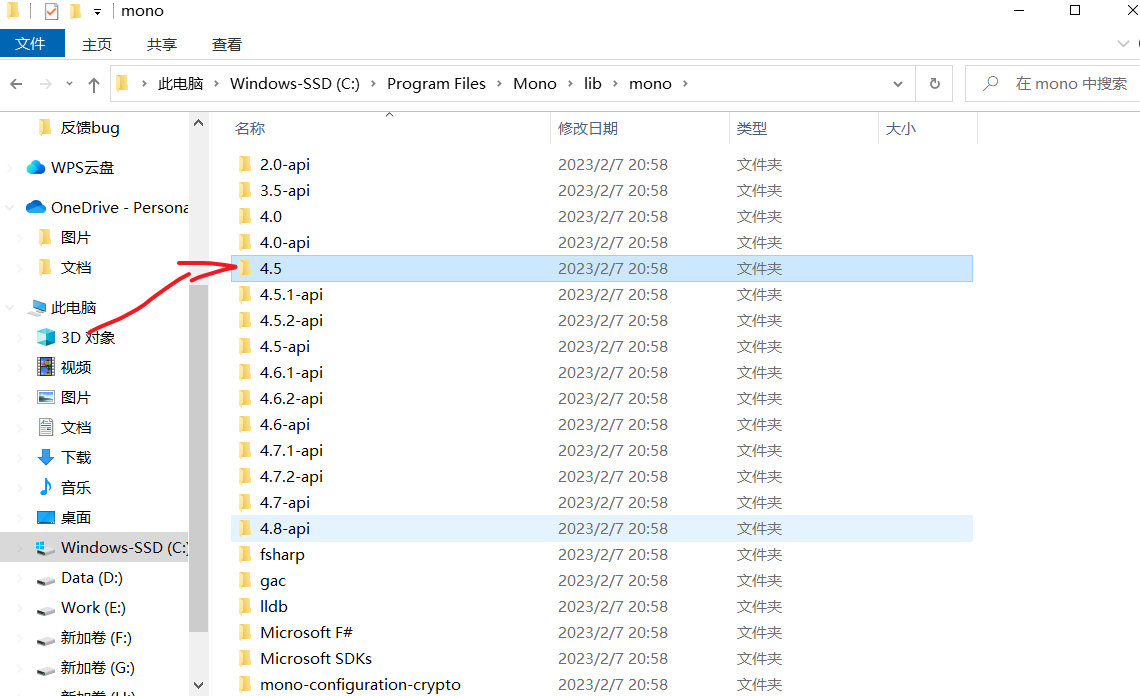 mono
文件 主页 共享 查看
此电脑 › Windows-SSD (C:) › Program Files › Mono › lib › mono ›
在 mono 中搜索
反馈bug
WPS云盘
OneDrive - Persona
图片
文档
此电脑
3D 对象
视频
图片
文档
下载
音乐
桌面
Windows-SSD (C:)
Data (D:)
Work (E:)
新加卷 (F:)
新加卷 (G:)
新加卷 (H:)
名称 修改日期 类型 大小
2.0-api 2023/2/7 20:58 文件夹
3.5-api 2023/2/7 20:58 文件夹
4.0 2023/2/7 20:58 文件夹
4.0-api 2023/2/7 20:58 文件夹
4.5 2023/2/7 20:58 文件夹
4.5.1-api 2023/2/7 20:58 文件夹
4.5.2-api 2023/2/7 20:58 文件夹
4.5-api 2023/2/7 20:58 文件夹
4.6.1-api 2023/2/7 20:58 文件夹
4.6.2-api 2023/2/7 20:58 文件夹
4.6-api 2023/2/7 20:58 文件夹
4.7.1-api 2023/2/7 20:58 文件夹
4.7.2-api 2023/2/7 20:58 文件夹
4.7-api 2023/2/7 20:58 文件夹
4.8-api 2023/2/7 20:58 文件夹
fsharp 2023/2/7 20:58 文件夹
gac 2023/2/7 20:58 文件夹
lldb 2023/2/7 20:58 文件夹
Microsoft F# 2023/2/7 20:58 文件夹
Microsoft SDKs 2023/2/7 20:58 文件夹
mono-configuration-crypto 2023/2/7 20:58 文件夹